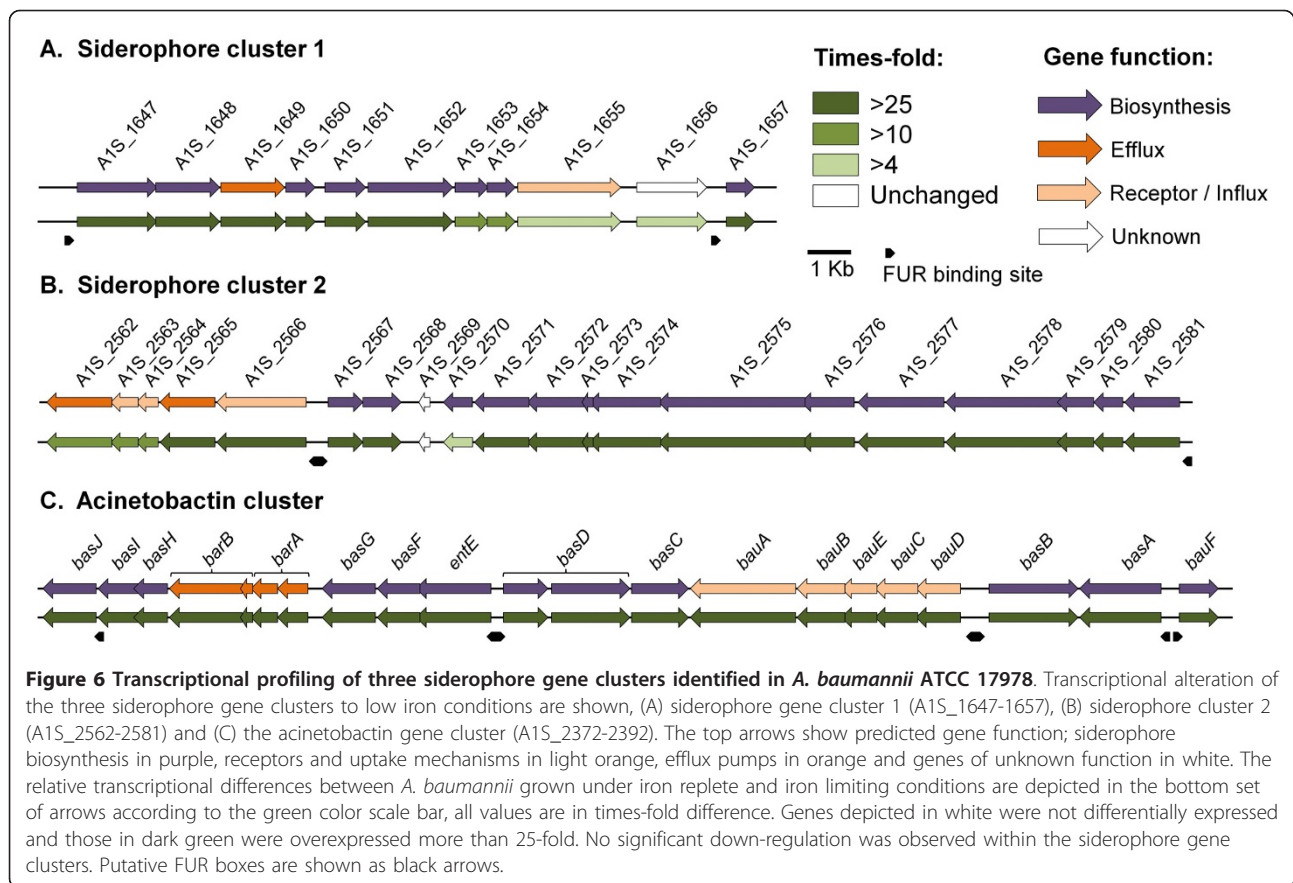 A. Siderophore cluster 1
A1S_1647
A1S_1648
A1S_1649
A1S_1650
A1S_1651
A1S_1652
A1S_1653
A1S_1654
A1S_1655
A1S_1656
A1S_1657
Times-fold:
>25
>10
>4
Unchanged
1 Kb
FUR binding site
Gene function:
Biosynthesis
Efflux
Receptor / Influx
Unknown
B. Siderophore cluster 2
A1S_2562
A1S_2563
A1S_2564
A1S_2565
A1S_2566
A1S_2567
A1S_2568
A1S_2569
A1S_2570
A1S_2571
A1S_2572
A1S_2573
A1S_2574
A1S_2575
A1S_2576
A1S_2577
A1S_2578
A1S_2579
A1S_2580
A1S_2581
C. Acinetobactin cluster
basJ
basI
basH
barB
barA
basG
basF
entE
basD
basC
bauA
bauB
bauE
bauC
bauD
basB
basA
bauF
Figure 6 Transcriptional profiling of three siderophore gene clusters identified in A. baumannii ATCC 17978. Transcriptional alteration of
the three siderophore gene clusters to low iron conditions are shown, (A) siderophore gene cluster 1 (A1S_1647-1657), (B) siderophore cluster 2
(A1S_2562-2581) and (C) the acinetobactin gene cluster (A1S_2372-2392). The top arrows show predicted gene function; siderophore
biosynthesis in purple, receptors and uptake mechanisms in light orange, efflux pumps in orange and genes of unknown function in white. The
relative transcriptional differences between A. baumannii grown under iron replete and iron limiting conditions are depicted in the bottom set
of arrows according to the green color scale bar, all values are in times-fold difference. Genes depicted in white were not differentially expressed
and those in dark green were overexpressed more than 25-fold. No significant down-regulation was observed within the siderophore gene
clusters. Putative FUR boxes are shown as black arrows.